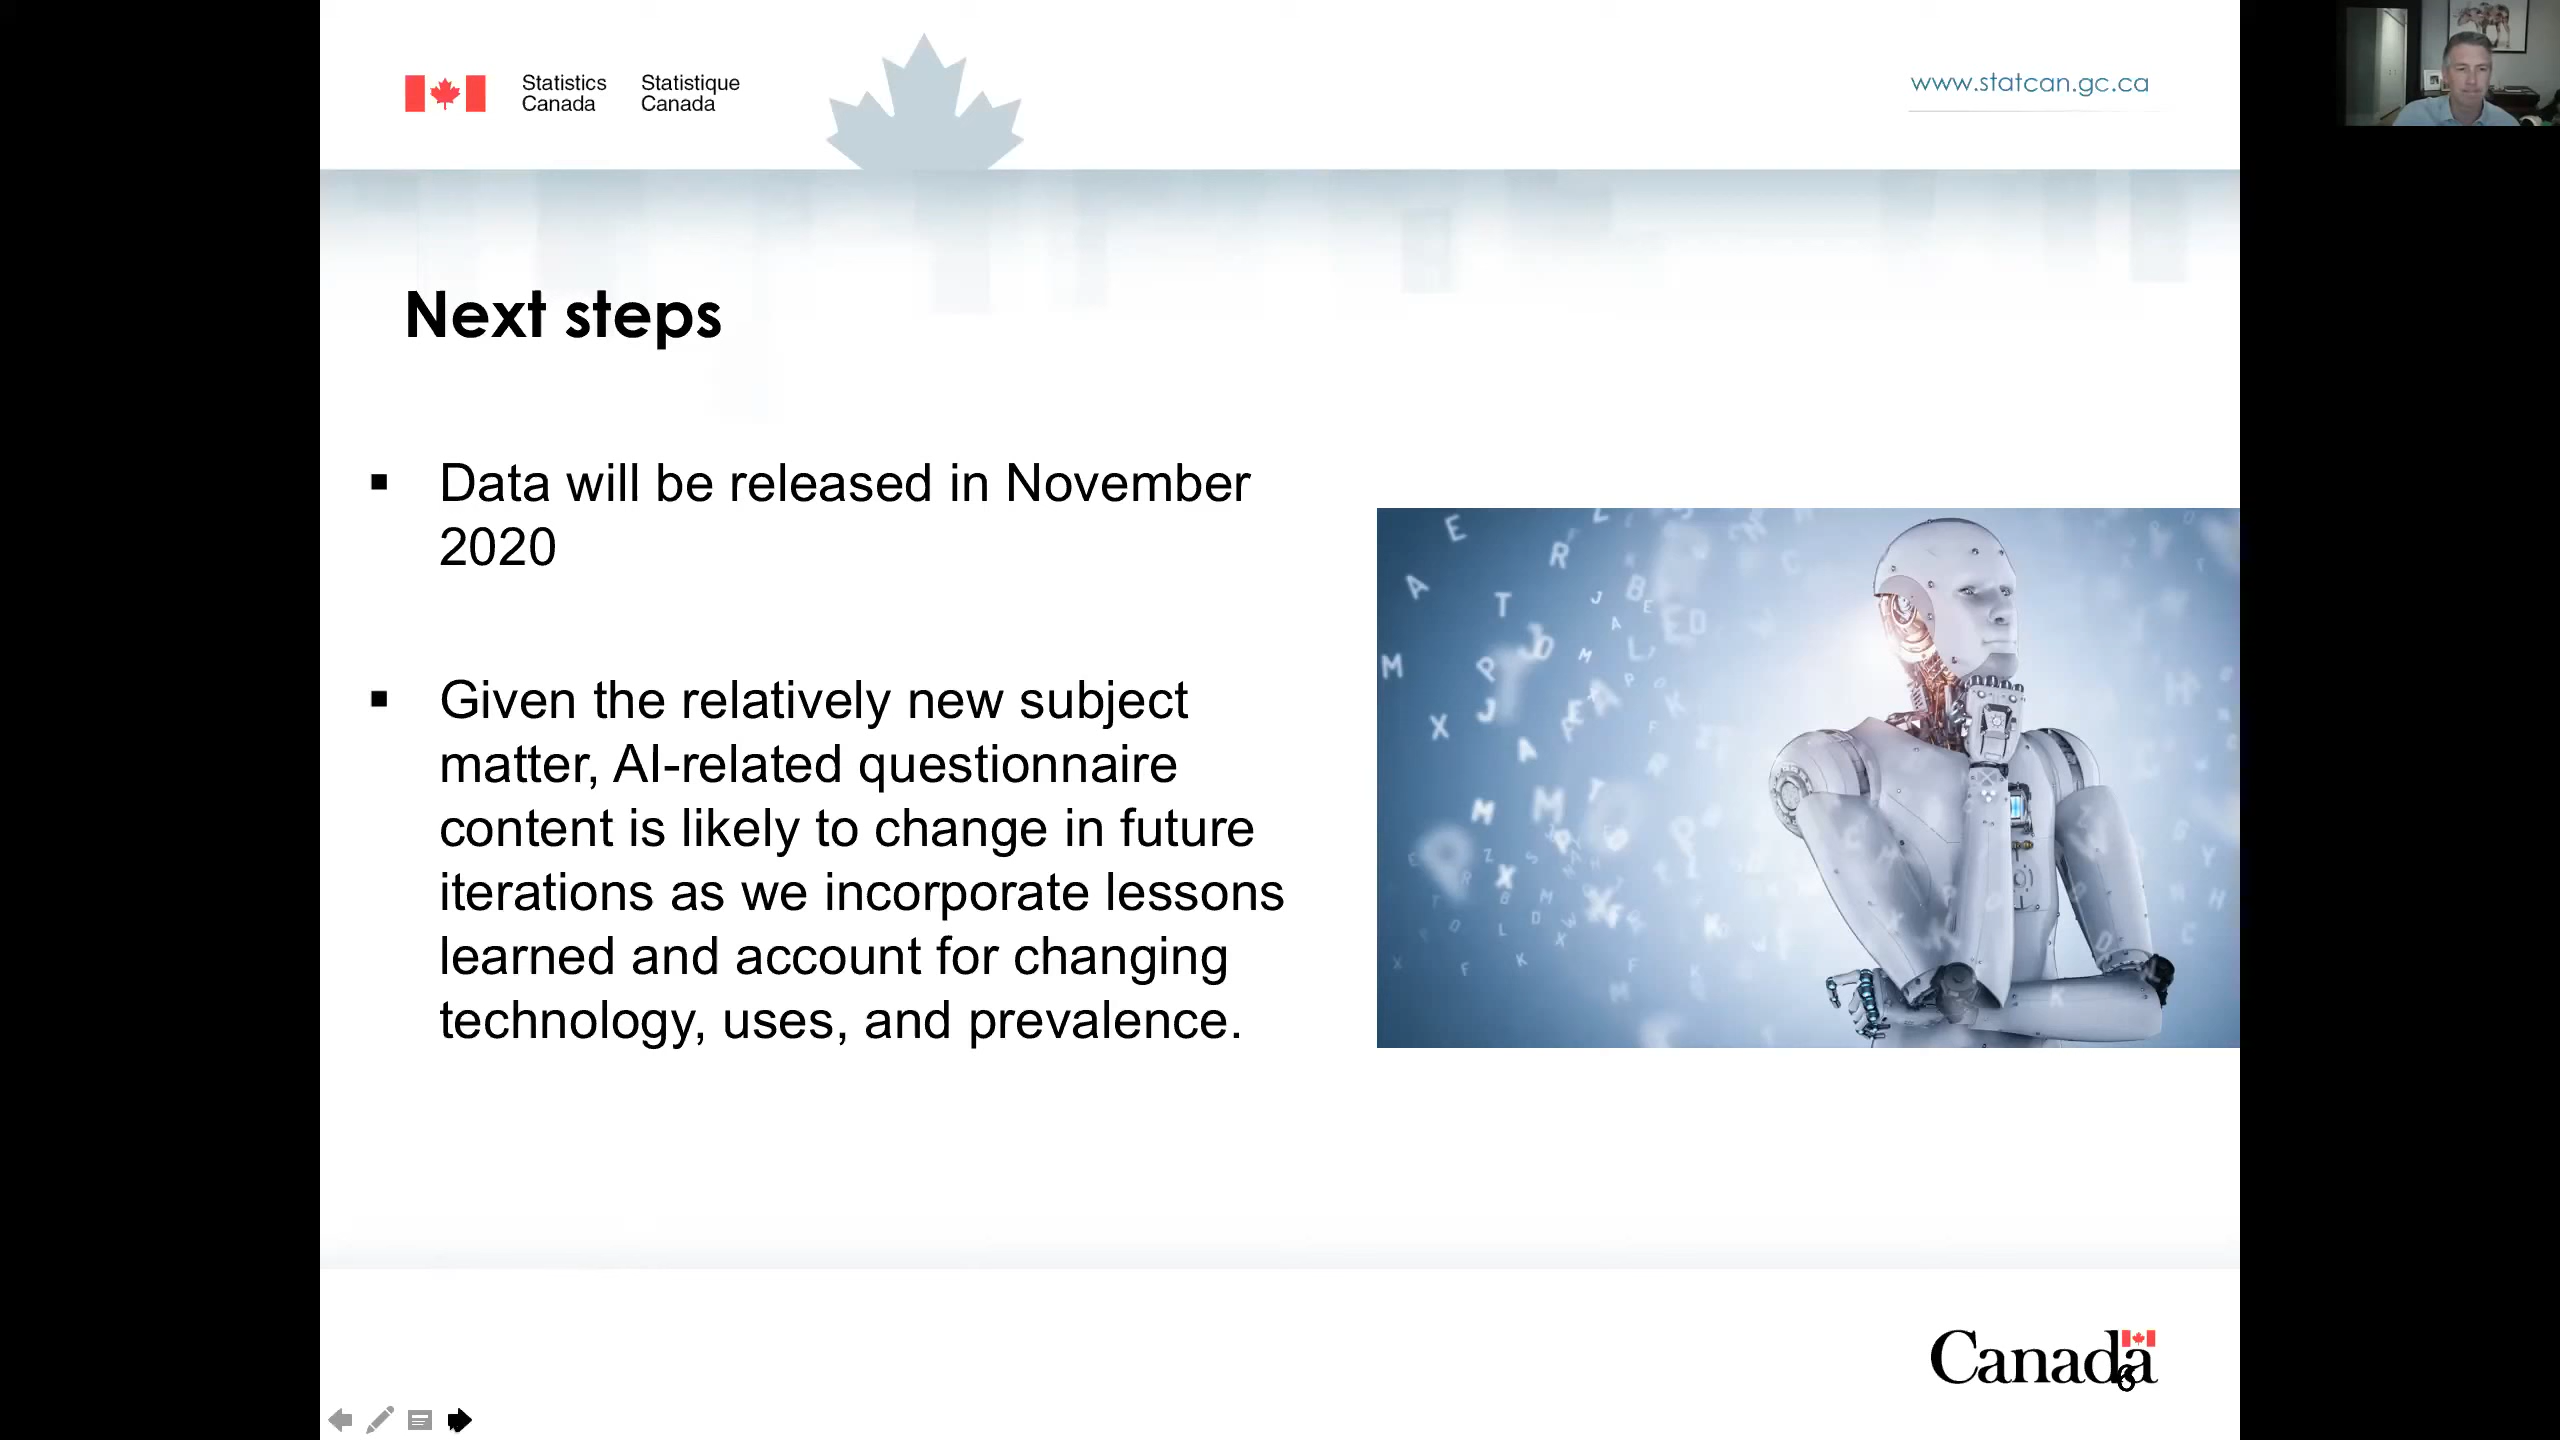 Statistics Statistique
Canada Canada
www.statcan.gc.ca
Next steps
▪ Data will be released in November
2020
▪ Given the relatively new subject
matter, AI-related questionnaire
content is likely to change in future
iterations as we incorporate lessons
learned and account for changing
technology, uses, and prevalence.
Canada
6